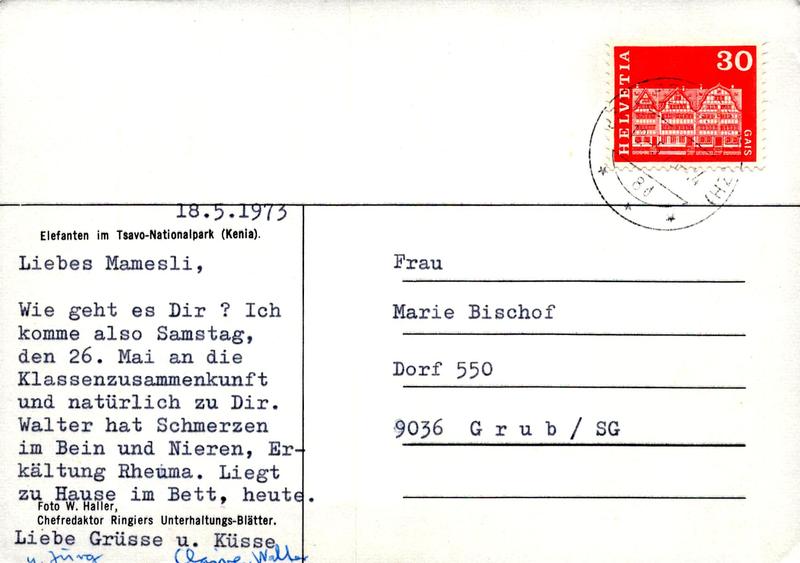 HELVETIA
30
GAIS
18.5.1973
Elefanten im Tsavo-Nationalpark (Kenia).
Liebes Mamesli,
Wie geht es Dir ? Ich
komme also Samstag,
den 26. Mai an die
Klassenzusammenkunft
und natürlich zu Dir.
Walter hat Schmerzen
im Bein und Nieren, Er-
kältung Rheuma. Liegt
zu Hause im Bett, heute.
Foto W. Haller,
Chefredaktor Ringiers Unterhaltungs-Blätter.
Liebe Grüsse u. Küsse
u. Jürg Walter
Frau
Marie Bischof
Dorf 550
9036 G r u b / SG